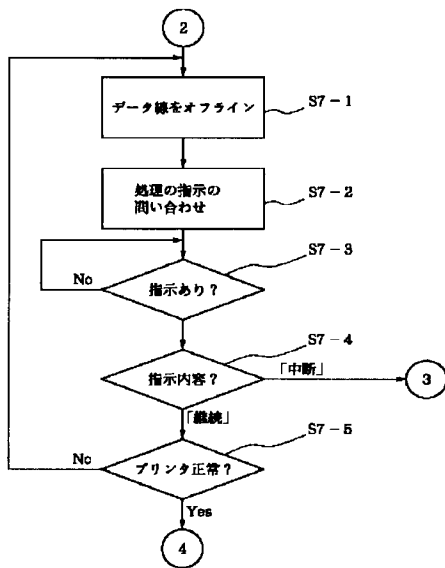 2
データ線をオフライン
S7-1
処理の指示の
問い合わせ
S7-2
S7-3
No
指示あり?
S7-4
指示内容?
「中断」
3
「継続」
S7-5
No
プリンタ正常?
Yes
4